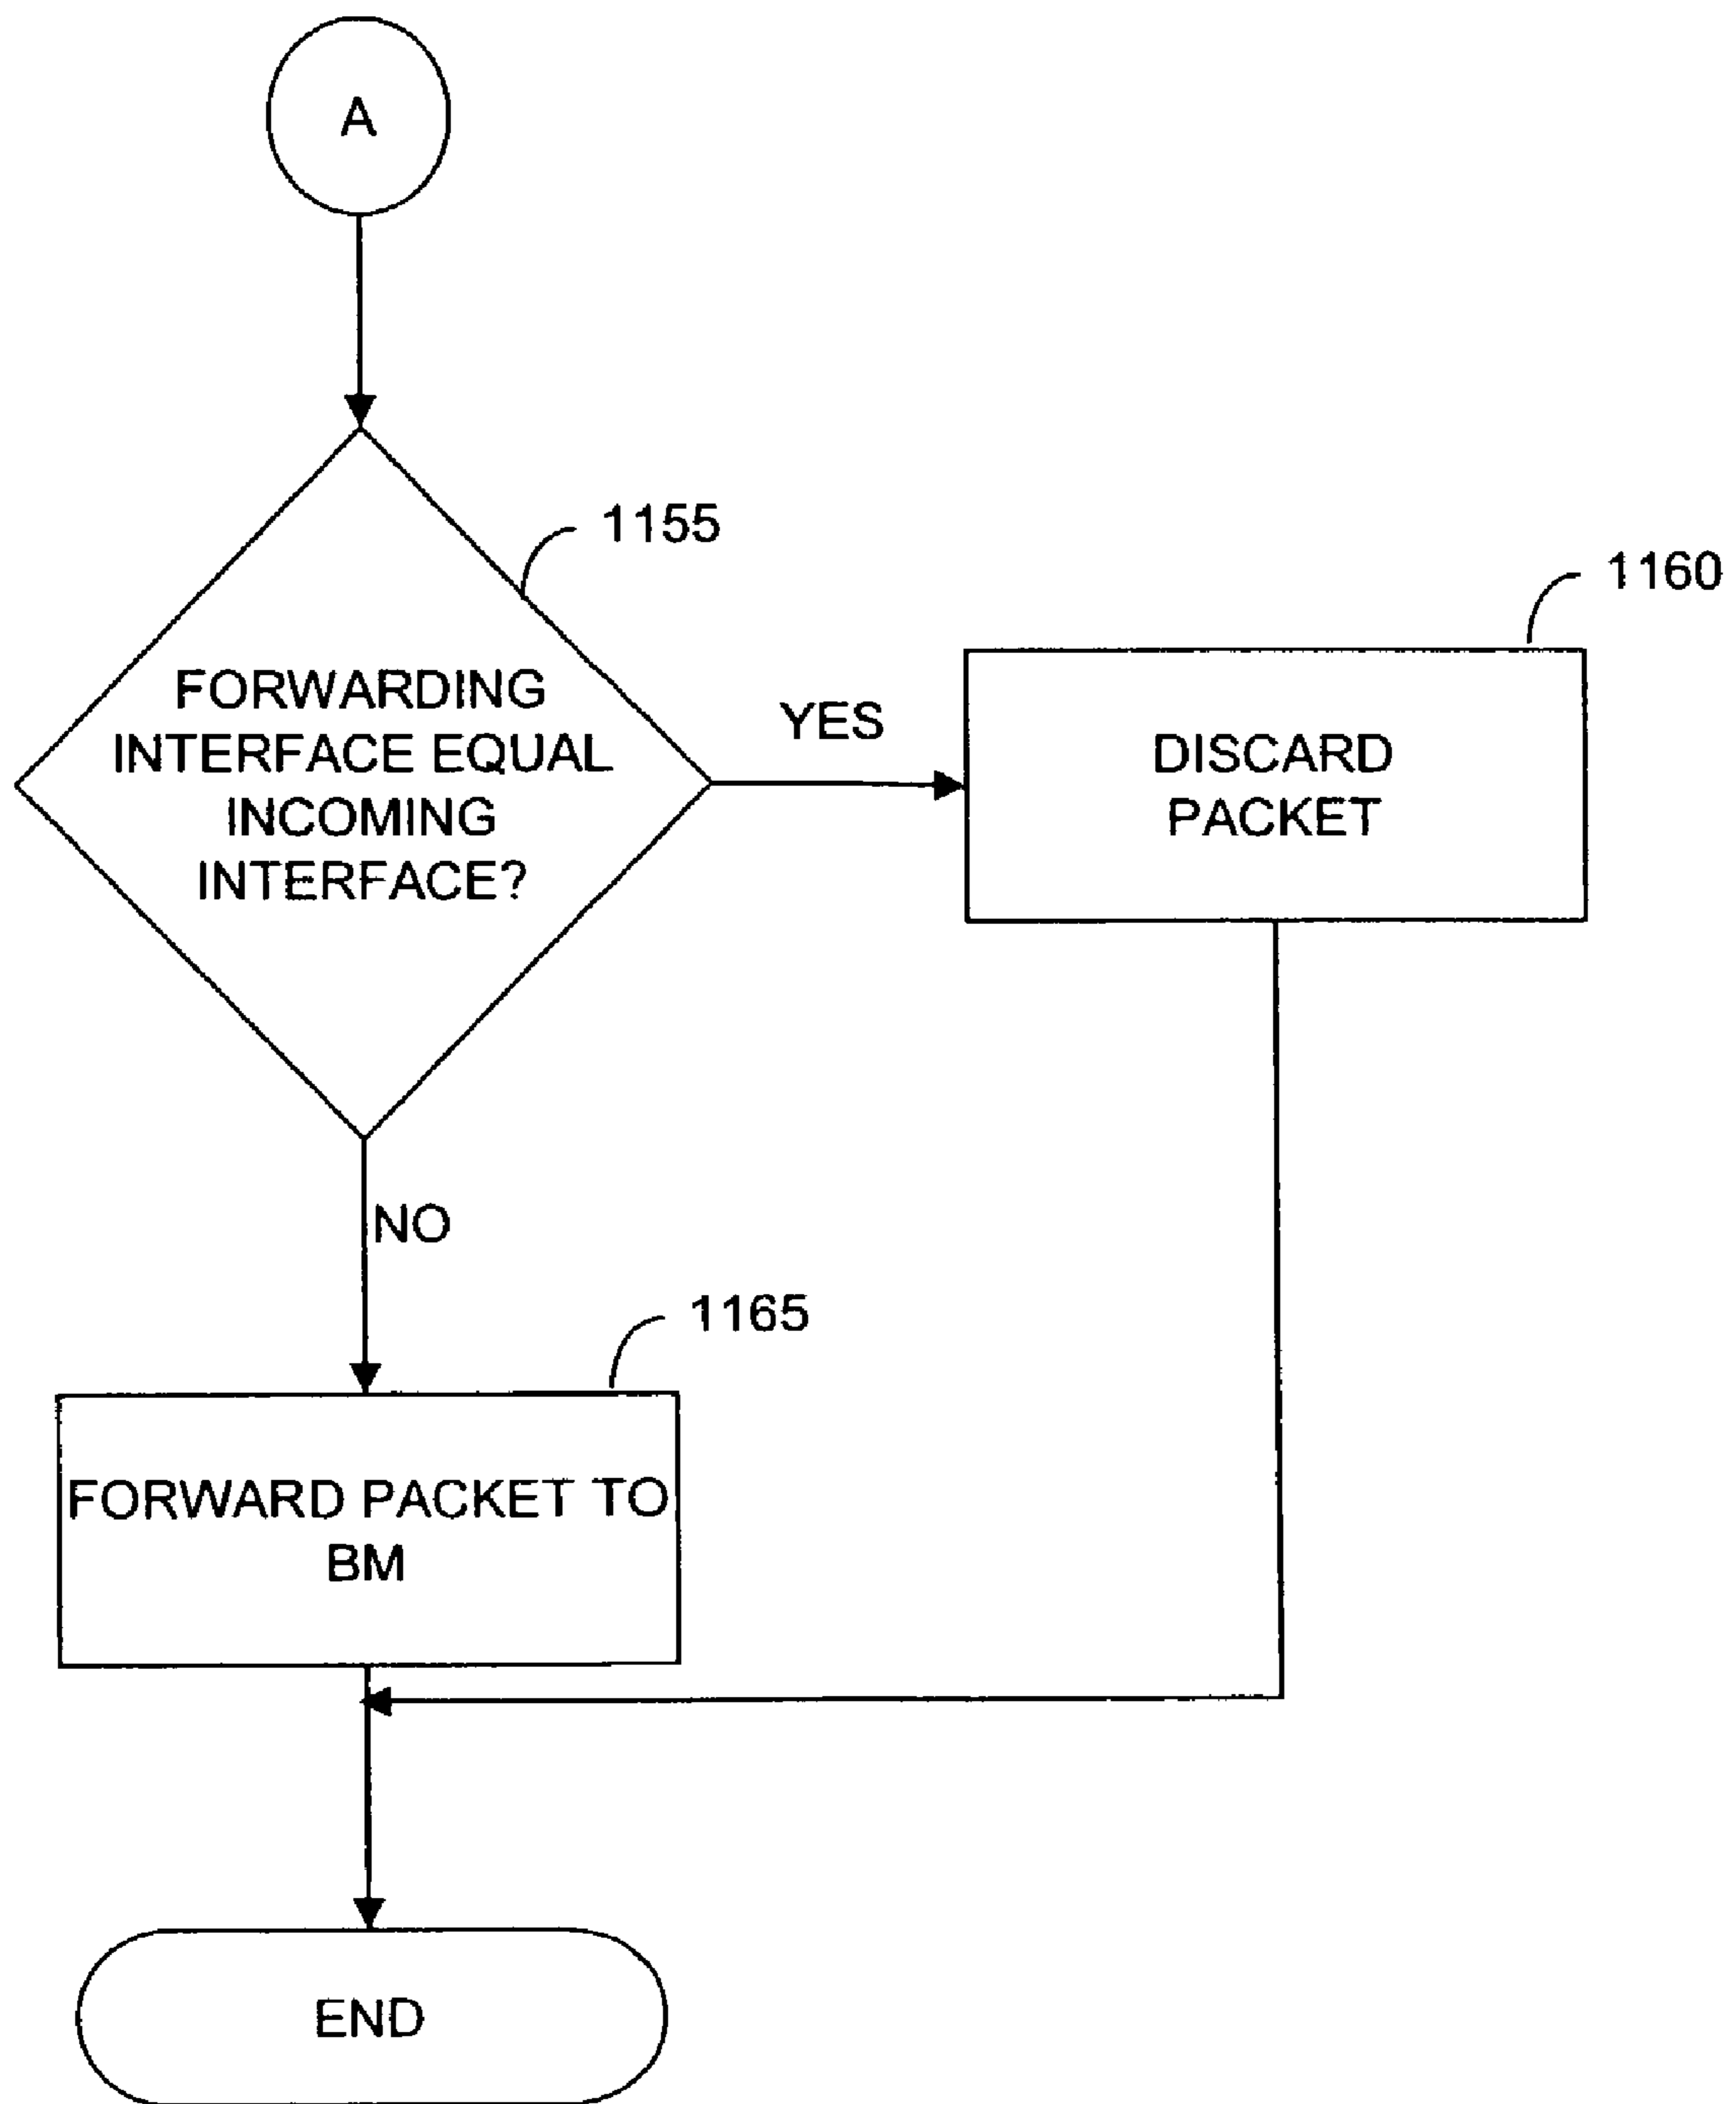 A
1155
FORWARDING
INTERFACE EQUAL
INCOMING
INTERFACE?
YES
1160
DISCARD
PACKET
NO
1165
FORWARD PACKET TO
BM
END